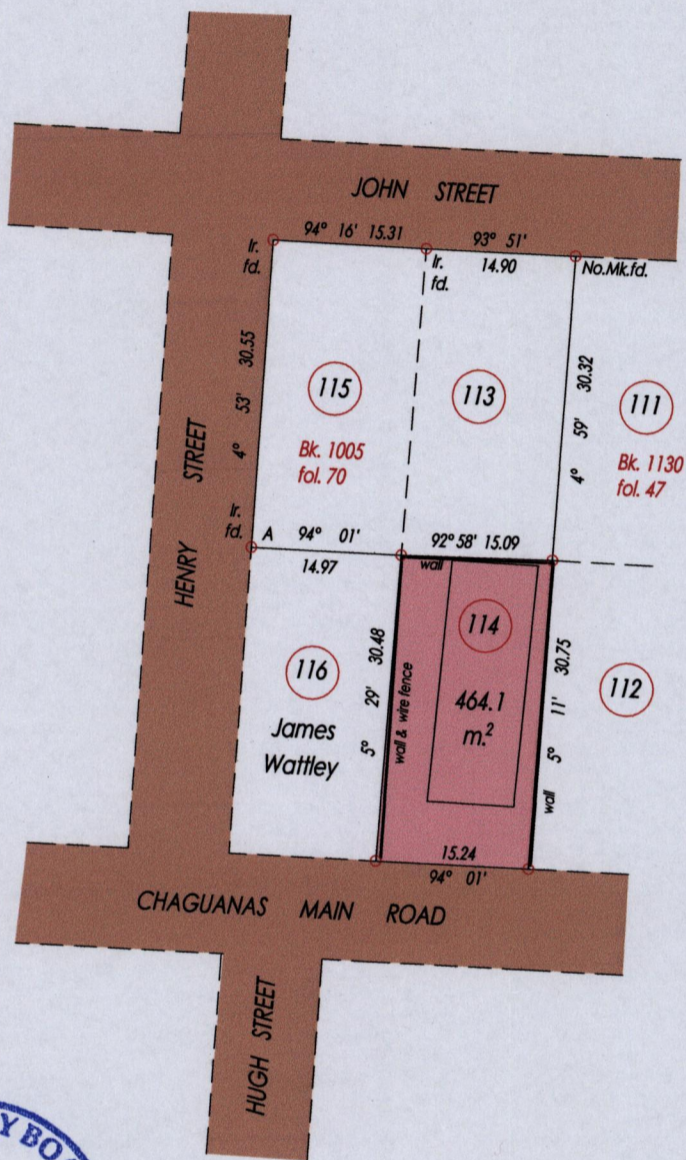 JOHN STREET
94° 16' 15.31
93° 51'
14.90
Ir.
fd.
Ir.
fd.
No.Mk.fd.
30.55
53'
4°
30.32
59'
4°
115
Bk. 1005
fol. 70
113
111
Bk. 1130
fol. 47
HENRY STREET
Ir.
fd.
A
94° 01'
14.97
92° 58' 15.09
wall
114
464.1
m.²
116
James
Wattley
30.48
29'
5°
wall & wire fence
30.75
11'
5°
wall
112
15.24
94° 01'
CHAGUANAS MAIN ROAD
HUGH STREET